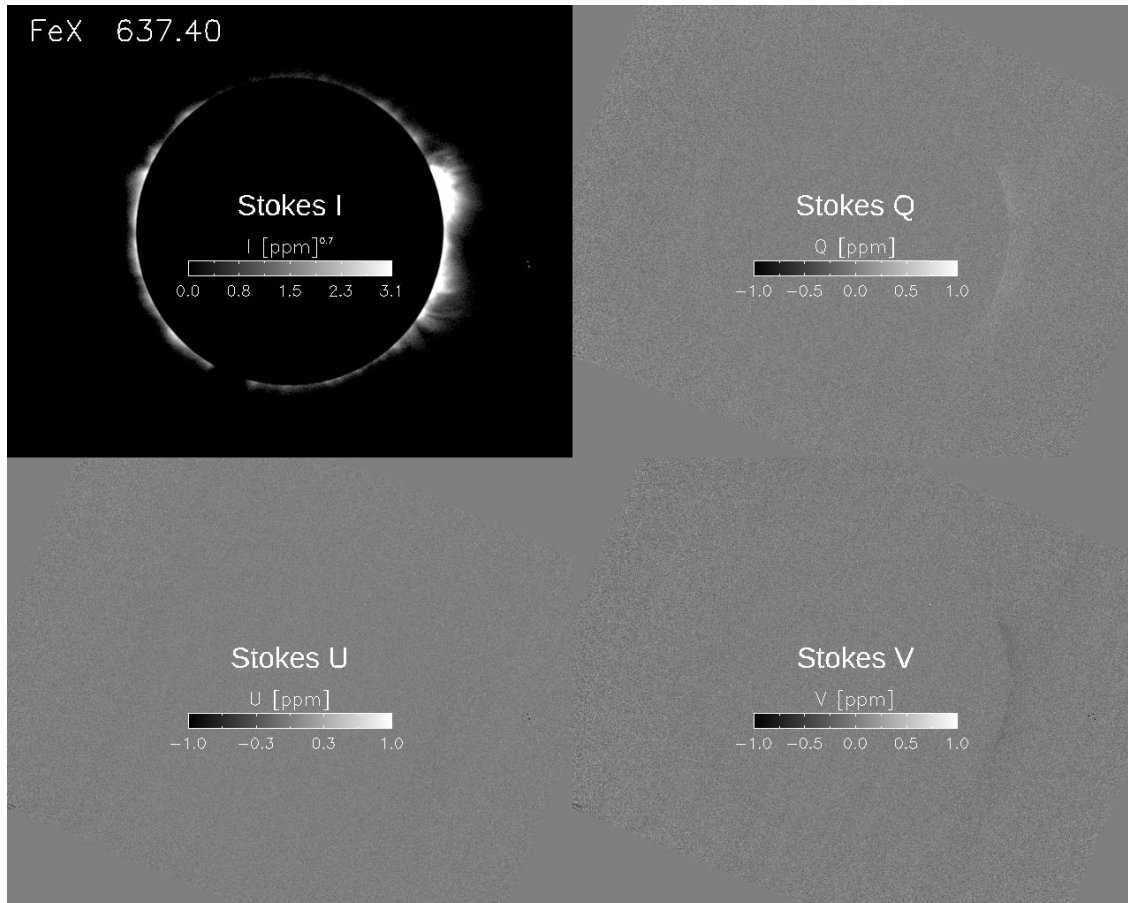 FeX 637.40
Stokes I
I [ppm]^0.7
0.0 0.8 1.5 2.3 3.1
Stokes Q
Q [ppm]
−1.0 −0.5 0.0 0.5 1.0
Stokes U
U [ppm]
−1.0 −0.3 0.3 1.0
Stokes V
V [ppm]
−1.0 −0.5 0.0 0.5 1.0